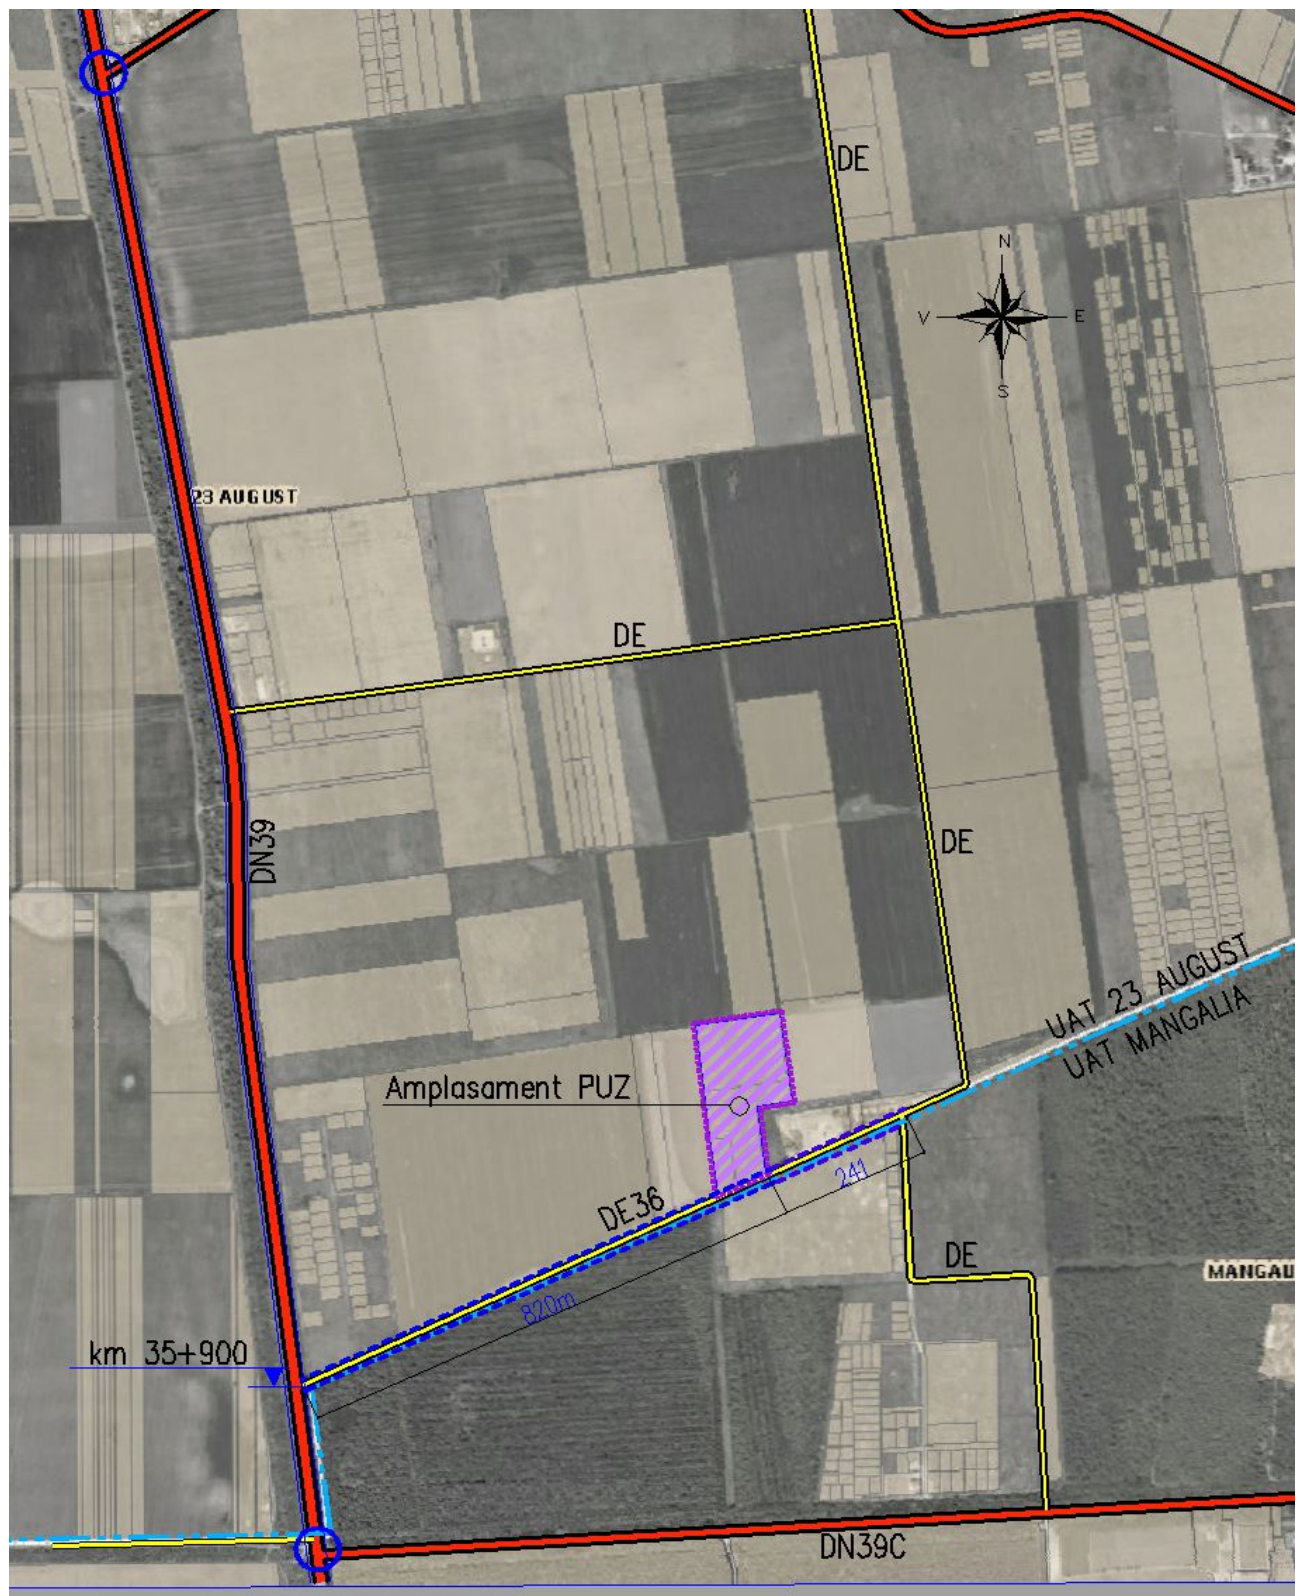 DE
N
V
E
S
23 AUGUST
DE
DN39
DE
UAT 23 AUGUST
UAT MANGALIA
Amplasament PUZ
241
DE36
DE
820m
MANGAU
km 35+900
DN39C